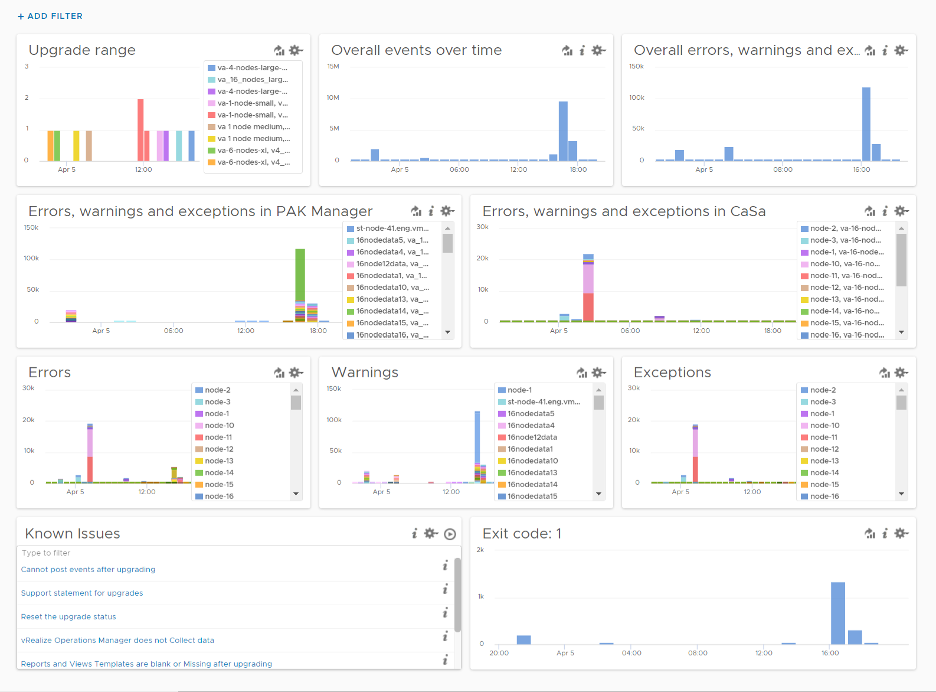 + ADD FILTER
Upgrade range
3
2
1
0
Apr 5
12:00
va-4-nodes-large-...
va_16_nodes_larg...
va-4-nodes-large-...
va-1-node-small, v...
va-1-node-small, v...
va 1 node medium,...
va 1 node medium,...
va-6-nodes-xl, v4_...
va-6-nodes-xl, v4_...
Overall events over time
15M
10M
5M
0
Apr 5
06:00
12:00
18:00
Overall errors, warnings and ex...
150k
100k
50k
0
Apr 5
08:00
16:00
Errors, warnings and exceptions in PAK Manager
150k
100k
50k
0
Apr 5
06:00
12:00
18:00
st-node-41.eng.vm...
16nodedata5, va_1...
16nodedata4, va_1...
16node12data, va_...
16nodedata1, va_1...
16nodedata10, va_...
16nodedata13, va_...
16nodedata14, va_...
16nodedata15, va_...
16nodedata16, va_...
Errors, warnings and exceptions in CaSa
30k
20k
10k
0
Apr 5
06:00
12:00
18:00
node-2, va-16-nod...
node-3, va-16-nod...
node-1, va-16-node...
node-10, va-16-no...
node-11, va-16-nod...
node-12, va-16-nod...
node-13, va-16-nod...
node-14, va-16-no...
node-15, va-16-nod...
node-16, va-16-nod...
Errors
30k
20k
10k
0
Apr 5
12:00
node-2
node-3
node-1
node-10
node-11
node-12
node-13
node-14
node-15
node-16
Warnings
150k
100k
50k
0
Apr 5
12:00
node-1
st-node-41.eng.vm...
16nodedata5
16nodedata4
16node12data
16nodedata1
16nodedata10
16nodedata13
16nodedata14
16nodedata15
Exceptions
30k
20k
10k
0
Apr 5
12:00
node-2
node-3
node-1
node-10
node-11
node-12
node-13
node-14
node-15
node-16
Known Issues
Type to filter
Cannot post events after upgrading
Support statement for upgrades
Reset the upgrade status
vRealize Operations Manager does not Collect data
Reports and Views Templates are blank or Missing after upgrading
Exit code: 1
2k
1k
0
20:00
Apr 5
04:00
08:00
12:00
16:00